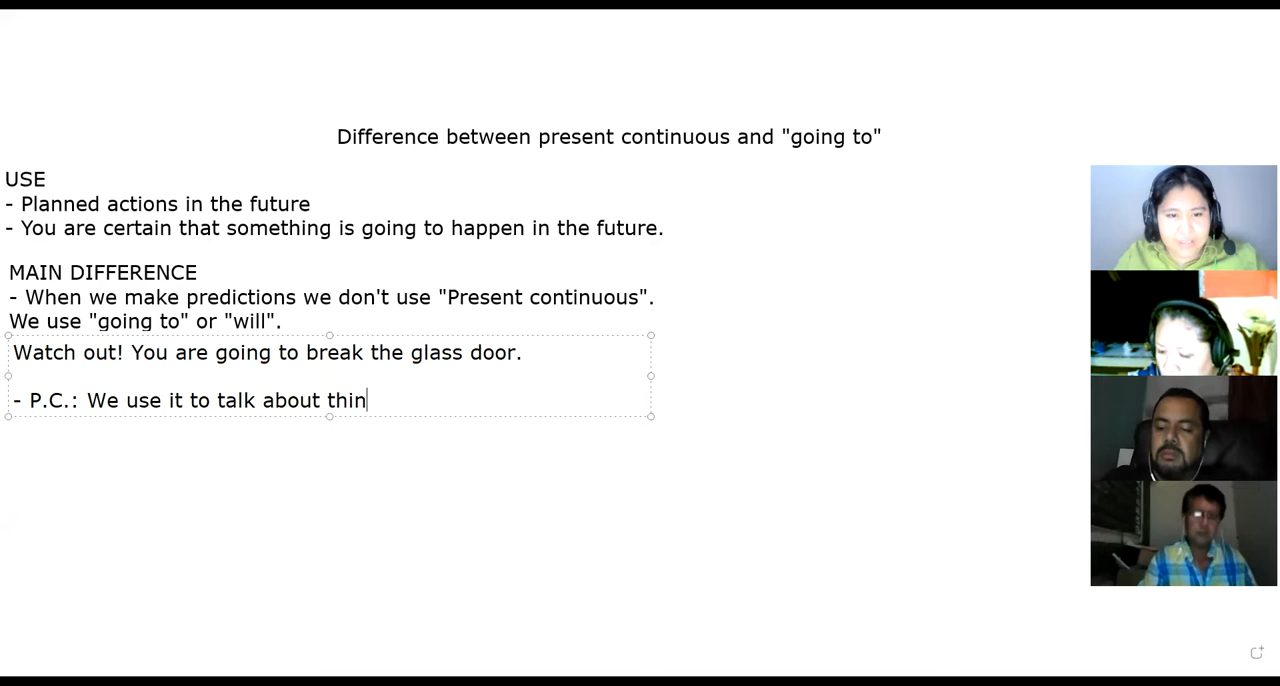 Difference between present continuous and "going to"
USE
- Planned actions in the future
- You are certain that something is going to happen in the future.
MAIN DIFFERENCE
- When we make predictions we don't use "Present continuous".
We use "going to" or "will".
Watch out! You are going to break the glass door.
- P.C.: We use it to talk about thin